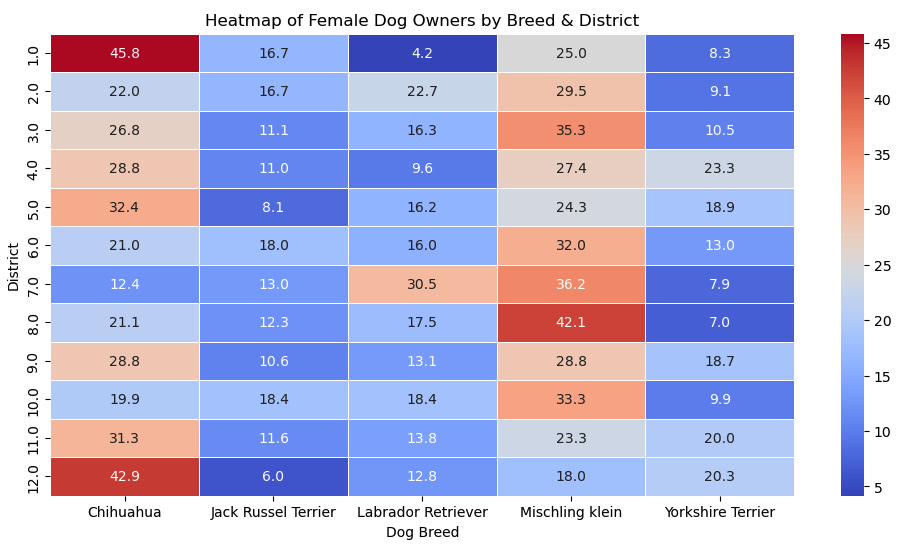 Heatmap of Female Dog Owners by Breed & District
1.0 45.8 16.7 4.2 25.0 8.3
2.0 22.0 16.7 22.7 29.5 9.1
3.0 26.8 11.1 16.3 35.3 10.5
4.0 28.8 11.0 9.6 27.4 23.3
5.0 32.4 8.1 16.2 24.3 18.9
6.0 21.0 18.0 16.0 32.0 13.0
7.0 12.4 13.0 30.5 36.2 7.9
8.0 21.1 12.3 17.5 42.1 7.0
9.0 28.8 10.6 13.1 28.8 18.7
10.0 19.9 18.4 18.4 33.3 9.9
11.0 31.3 11.6 13.8 23.3 20.0
12.0 42.9 6.0 12.8 18.0 20.3
District
Chihuahua Jack Russel Terrier Labrador Retriever Mischling klein Yorkshire Terrier
Dog Breed
45
40
35
30
25
20
15
10
5